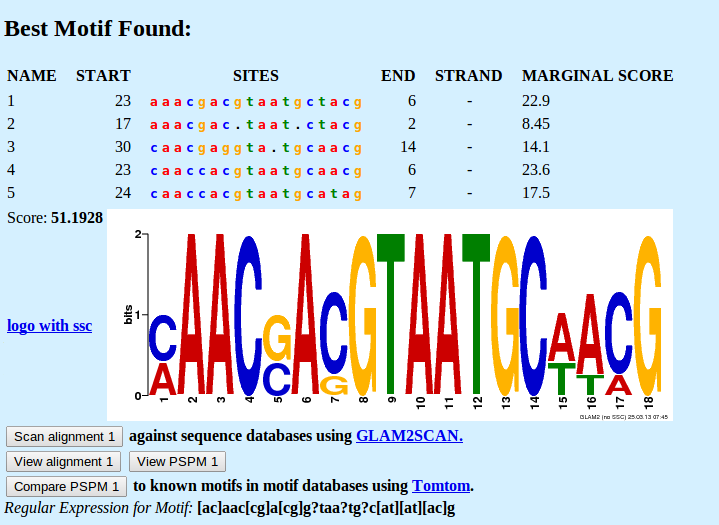 Best Motif Found:
NAME START SITES END STRAND MARGINAL SCORE
1 23 aaacgacgtaatgctacg 6 - 22.9
2 17 aaacgac.taat.ctacg 2 - 8.45
3 30 caacgaggta.tgcaacg 14 - 14.1
4 23 caaccacgtaatgcaacg 6 - 23.6
5 24 caaccacgtaatgcatag 7 - 17.5
Score: 51.1928
logo with ssc
bits
2
1
0
CAACGACGTAATGCAACG
A C G TTA
1 2 3 4 5 6 7 8 9 10 11 12 13 14 15 16 17 18
GLAM2 (no SSC) 25.03.13 07:45
Scan alignment 1 against sequence databases using GLAM2SCAN.
View alignment 1 View PSPM 1
Compare PSPM 1 to known motifs in motif databases using Tomtom.
Regular Expression for Motif: [ac]aac[cg]a[cg]g?taa?tg?c[at][at][ac]g